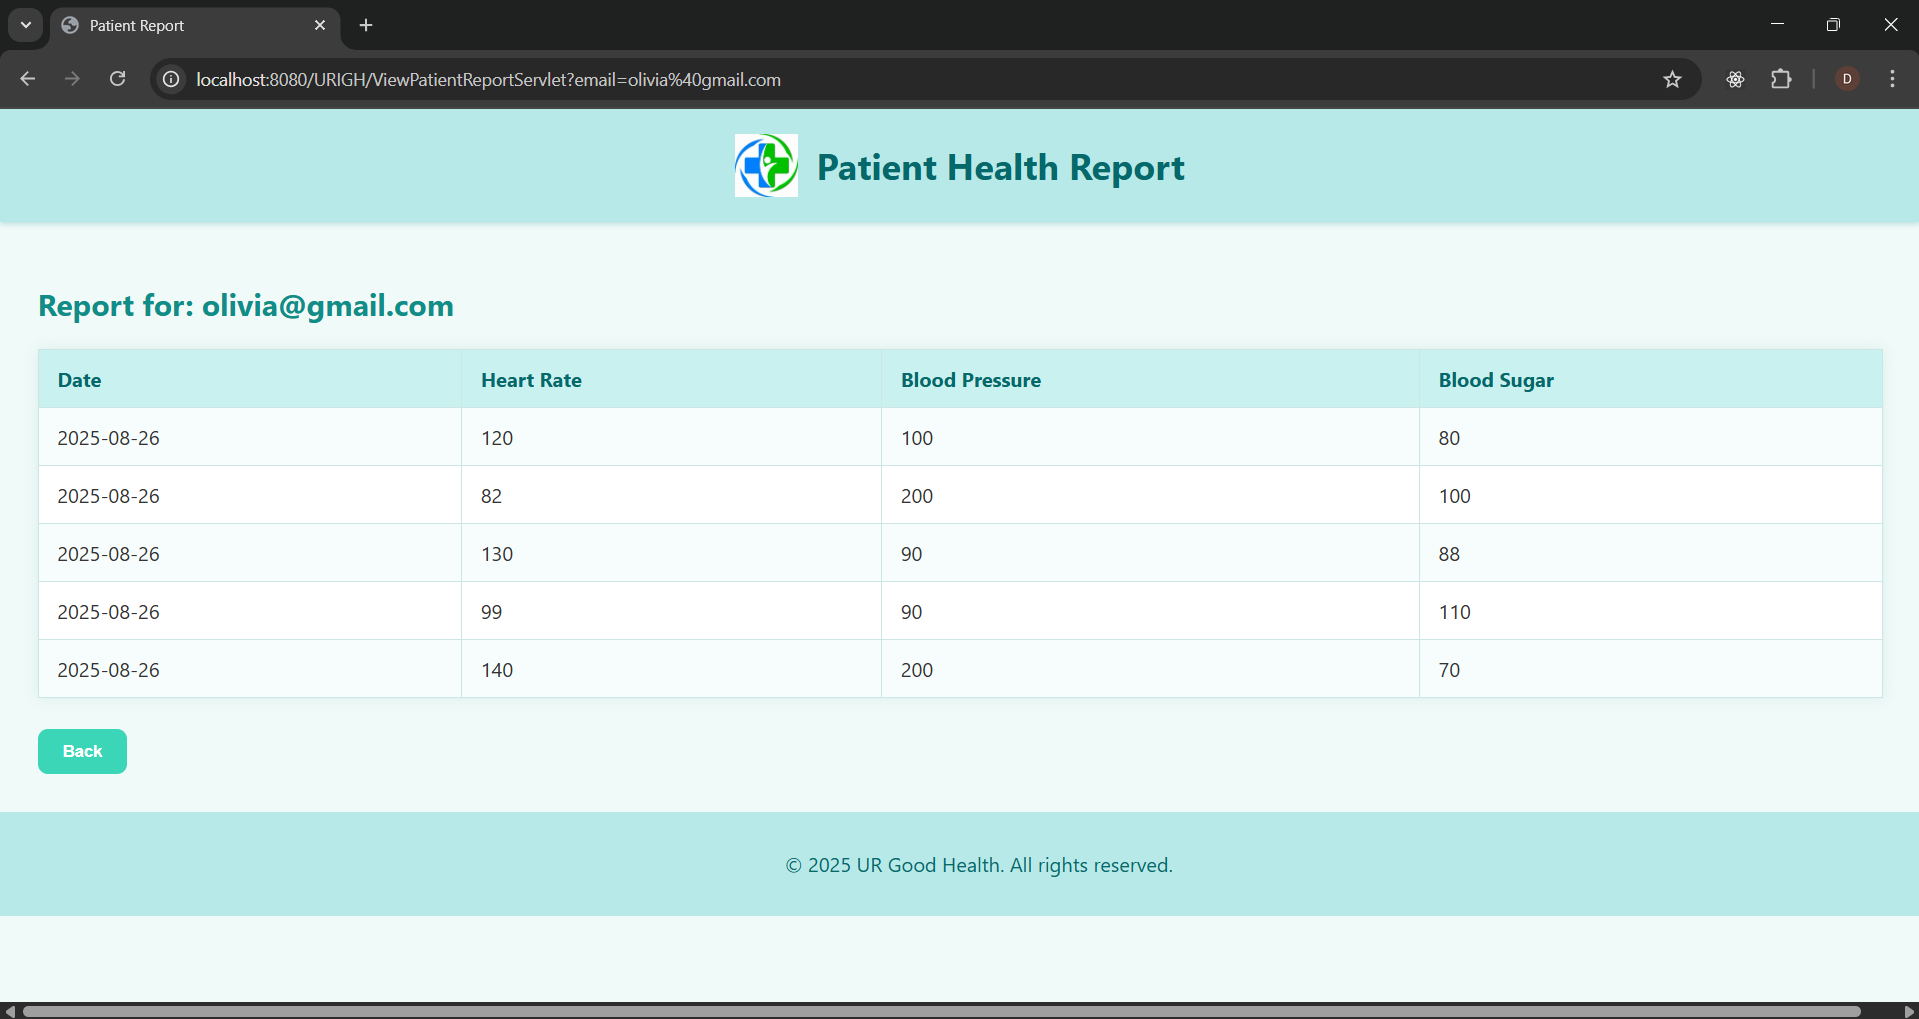 Patient Report
localhost:8080/URIGH/ViewPatientReportServlet?email=olivia%40gmail.com
D
Patient Health Report
Report for: olivia@gmail.com
Date Heart Rate Blood Pressure Blood Sugar
2025-08-26 120 100 80
2025-08-26 82 200 100
2025-08-26 130 90 88
2025-08-26 99 90 110
2025-08-26 140 200 70
Back
© 2025 UR Good Health. All rights reserved.